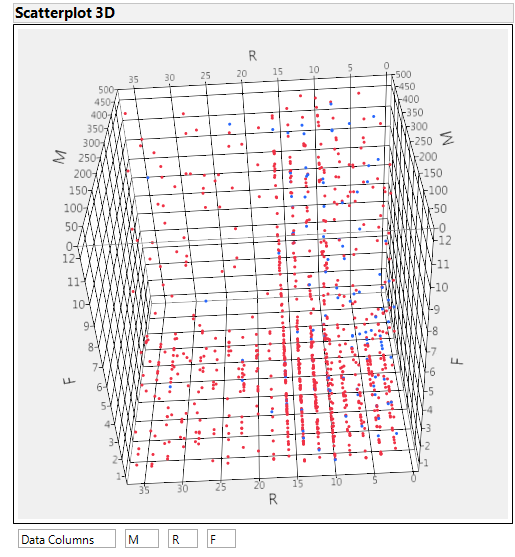 Scatterplot 3D
R
35 30 25 20 15 10 5 0
500 500
450 450
400 400
350 350
300 300
250 250
200 200
150 150
100 100
50 50
0 0
M M
12 12
11 11
10 10
9 9
8 8
7 7
6 6
5 5
4 4
3 3
2 2
1 1
F F
35 30 25 20 15 10 5 0
R
Data Columns M R F